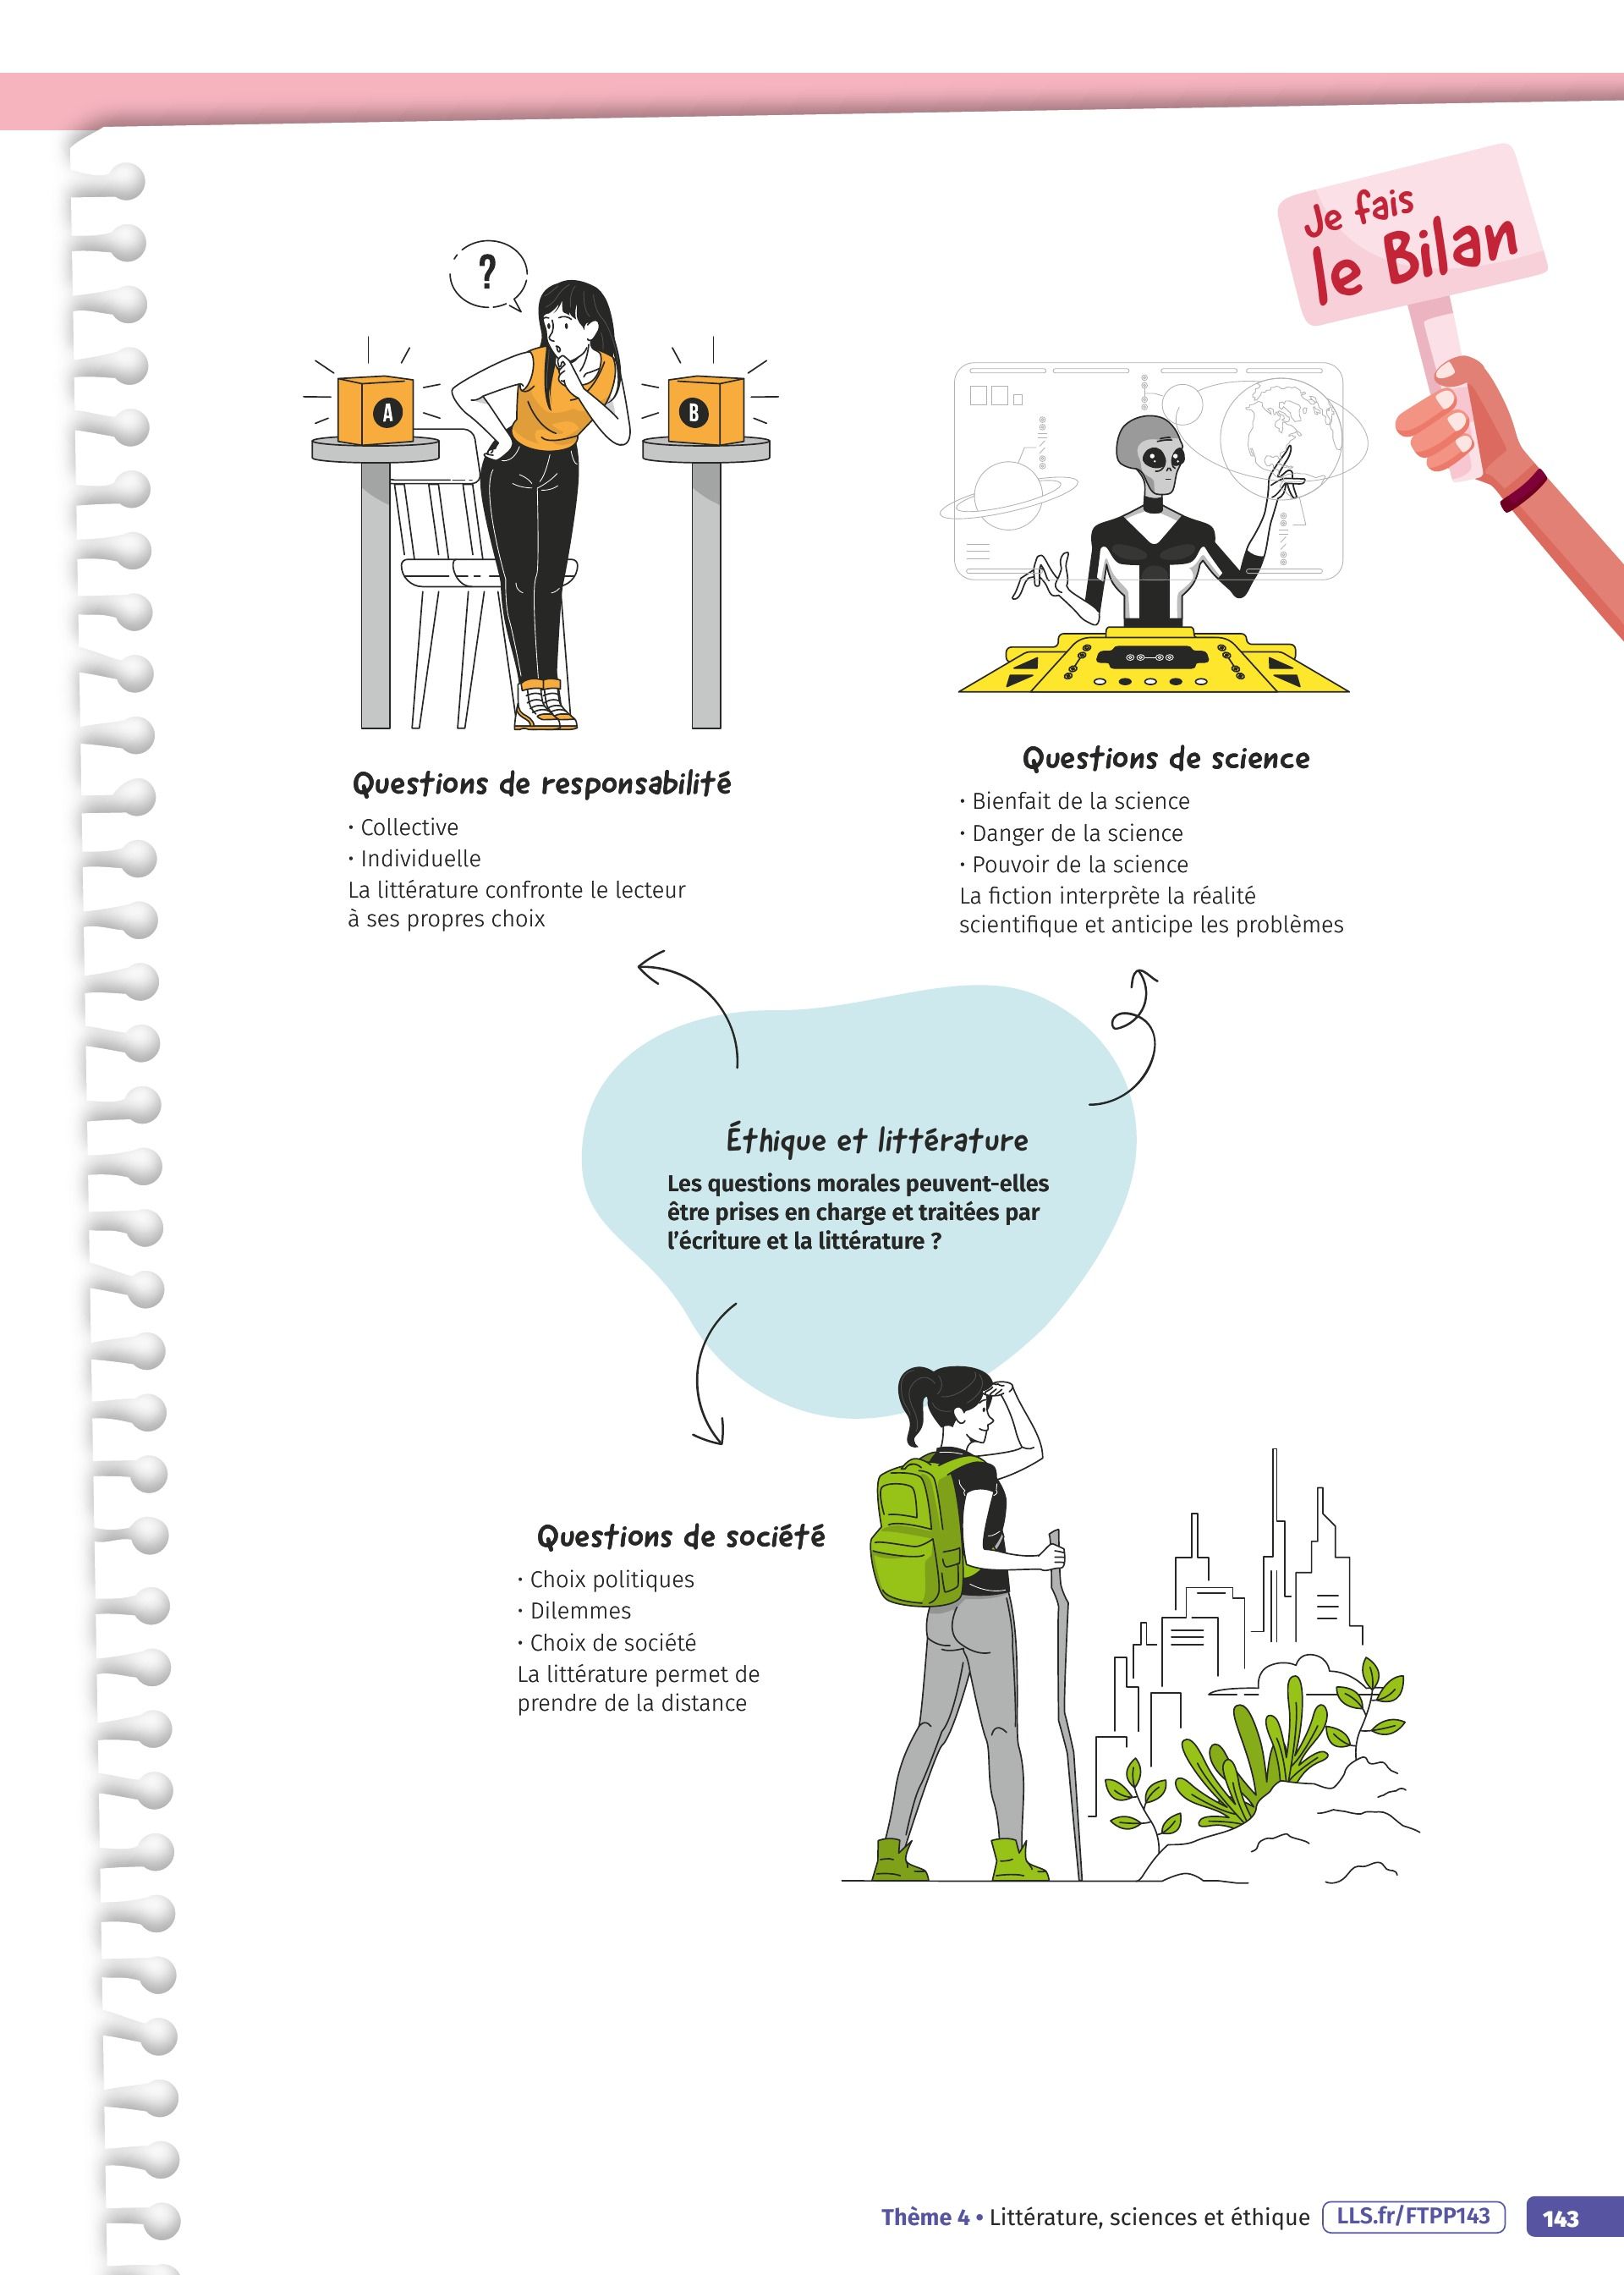 Je fais
le Bilan
?
A
B
Questions de responsabilité
• Collective
• Individuelle
La littérature confronte le lecteur
à ses propres choix
Questions de science
• Bienfait de la science
• Danger de la science
• Pouvoir de la science
La fiction interprète la réalité
scientifique et anticipe les problèmes
Éthique et littérature
Les questions morales peuvent-elles
être prises en charge et traitées par
l'écriture et la littérature ?
Questions de société
• Choix politiques
• Dilemmes
• Choix de société
La littérature permet de
prendre de la distance
Thème 4 • Littérature, sciences et éthique LLS.fr/FTPP143 143